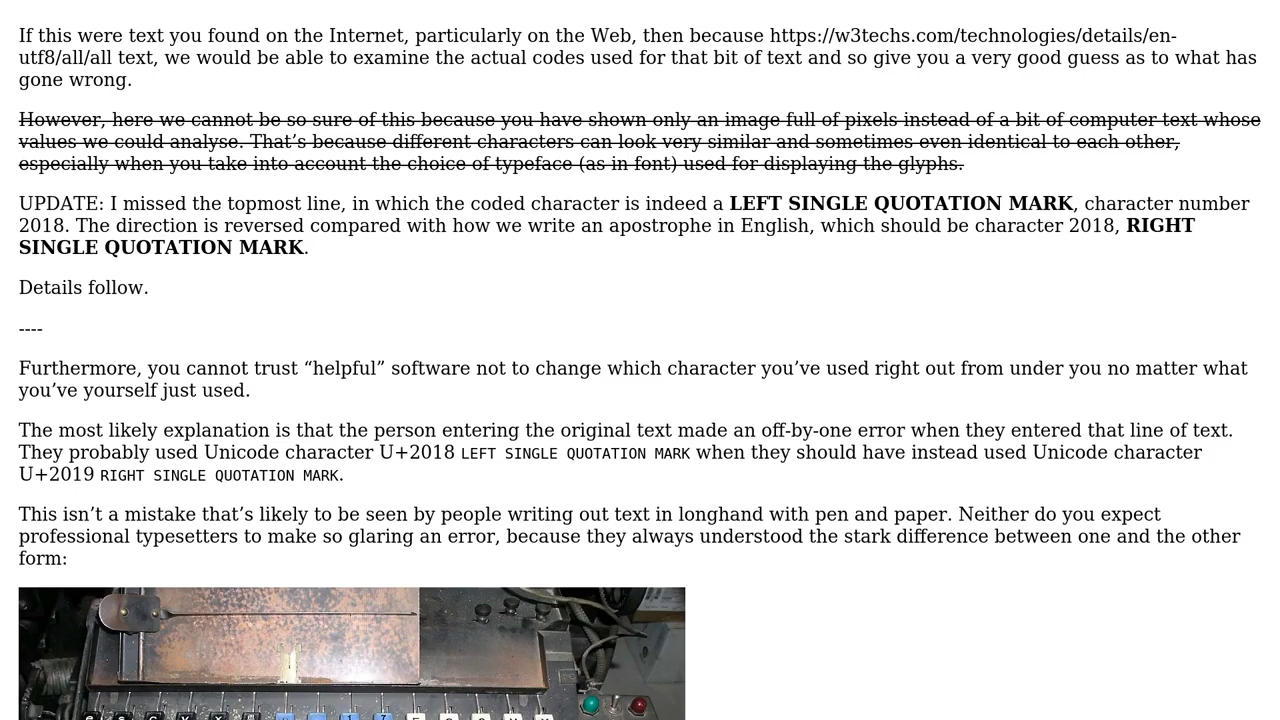 If this were text you found on the Internet, particularly on the Web, then because https://w3techs.com/technologies/details/en-
utf8/all/all text, we would be able to examine the actual codes used for that bit of text and so give you a very good guess as to what has
gone wrong.
However, here we cannot be so sure of this because you have shown only an image full of pixels instead of a bit of computer text whose
values we could analyse. That’s because different characters can look very similar and sometimes even identical to each other,
especially when you take into account the choice of typeface (as in font) used for displaying the glyphs.
UPDATE: I missed the topmost line, in which the coded character is indeed a LEFT SINGLE QUOTATION MARK, character number
2018. The direction is reversed compared with how we write an apostrophe in English, which should be character 2018, RIGHT
SINGLE QUOTATION MARK.
Details follow.
----
Furthermore, you cannot trust “helpful” software not to change which character you’ve used right out from under you no matter what
you’ve yourself just used.
The most likely explanation is that the person entering the original text made an off-by-one error when they entered that line of text.
They probably used Unicode character U+2018 LEFT SINGLE QUOTATION MARK when they should have instead used Unicode character
U+2019 RIGHT SINGLE QUOTATION MARK.
This isn’t a mistake that’s likely to be seen by people writing out text in longhand with pen and paper. Neither do you expect
professional typesetters to make so glaring an error, because they always understood the stark difference between one and the other
form: